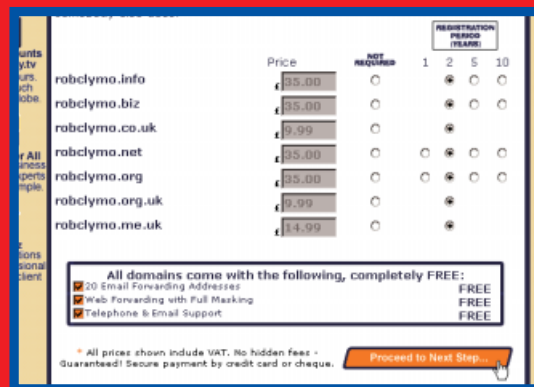 REGISTRATION
PERIOD
(YEARS)
Price NOT REQUIRED 1 2 5 10
robclymo.info £35.00
robclymo.biz £35.00
robclymo.co.uk £9.99
robclymo.net £35.00
robclymo.org £35.00
robclymo.org.uk £9.99
robclymo.me.uk £14.99
All domains come with the following, completely FREE:
20 Email Forwarding Addresses FREE
Web Forwarding with Full Masking FREE
Telephone & Email Support FREE
* All prices shown include VAT. No hidden fees -
Guaranteed! Secure payment by credit card or cheque.
Proceed to Next Step...